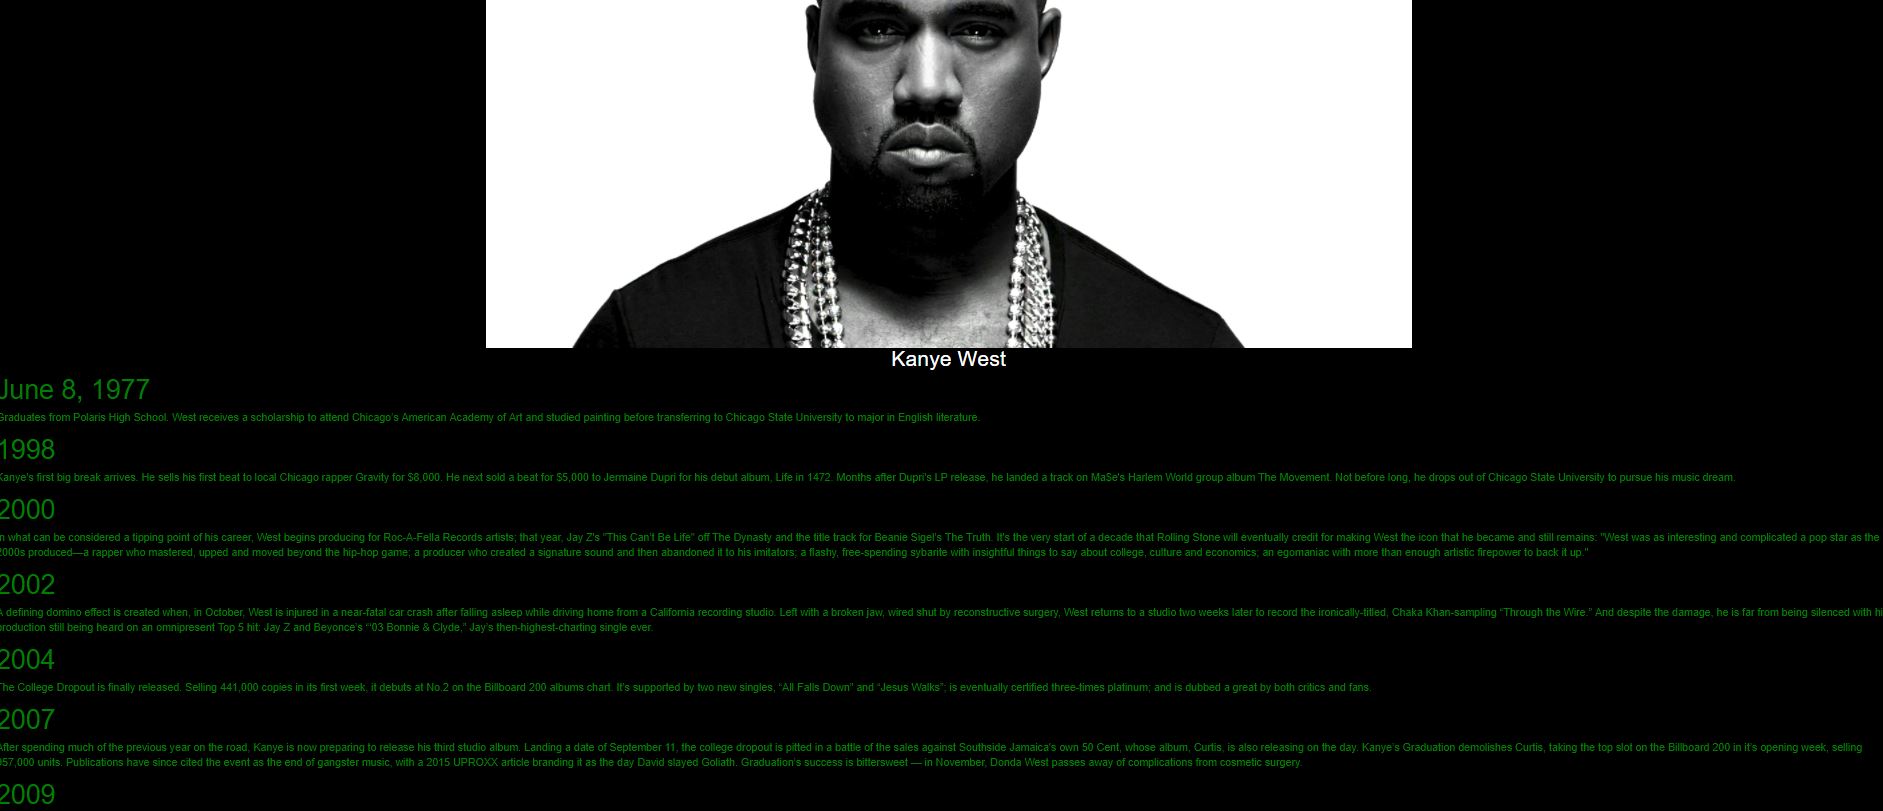 Kanye West
June 8, 1977
Graduates from Polaris High School. West receives a scholarship to attend Chicago's American Academy of Art and studied painting before transferring to Chicago State University to major in English literature.
1998
Kanye's first big break arrives. He sells his first beat to local Chicago rapper Gravity for $8,000. He next sold a beat for $5,000 to Jermaine Dupri for his debut album, Life in 1472. Months after Dupri's LP release, he landed a track on Ma$e's Harlem World group album The Movement. Not before long, he drops out of Chicago State University to pursue his music dream.
2000
In what can be considered a tipping point of his career, West begins producing for Roc-A-Fella Records artists; that year, Jay Z's "This Can't Be Life" off The Dynasty and the title track for Beanie Sigel's The Truth. It's the very start of a decade that Rolling Stone will eventually credit for making West the icon that he became and still remains: "West was as interesting and complicated a pop star as the
2000s produced—a rapper who mastered, upped and moved beyond the hip-hop game; a producer who created a signature sound and then abandoned it to his imitators; a flashy, free-spending sybarite with insightful things to say about college, culture and economics; an egomaniac with more than enough artistic firepower to back it up."
2002
A defining domino effect is created when, in October, West is injured in a near-fatal car crash after falling asleep while driving home from a California recording studio. Left with a broken jaw, wired shut by reconstructive surgery, West returns to a studio two weeks later to record the ironically-titled, Chaka Khan-sampling “Through the Wire.” And despite the damage, he is far from being silenced with
production still being heard on an omnipresent Top 5 hit: Jay Z and Beyonce’s “‘03 Bonnie & Clyde,” Jay’s then-highest-charting single ever.
2004
The College Dropout is finally released. Selling 441,000 copies in its first week, it debuts at No.2 on the Billboard 200 albums chart. It’s supported by two new singles, “All Falls Down” and “Jesus Walks”; is eventually certified three-times platinum; and is dubbed a great by both critics and fans.
2007
After spending much of the previous year on the road, Kanye is now preparing to release his third studio album. Landing a date of September 11, the college dropout is pitted in a battle of the sales against Southside Jamaica’s own 50 Cent, whose album, Curtis, is also releasing on the day. Kanye’s Graduation demolishes Curtis, taking the top slot on the Billboard 200 in it’s opening week, selling
957,000 units. Publications have since cited the event as the end of gangster music, with a 2015 UPROXX article branding it as the day David slayed Goliath. Graduation’s success is bittersweet — in November, Donda West passes away of complications from cosmetic surgery.
2009